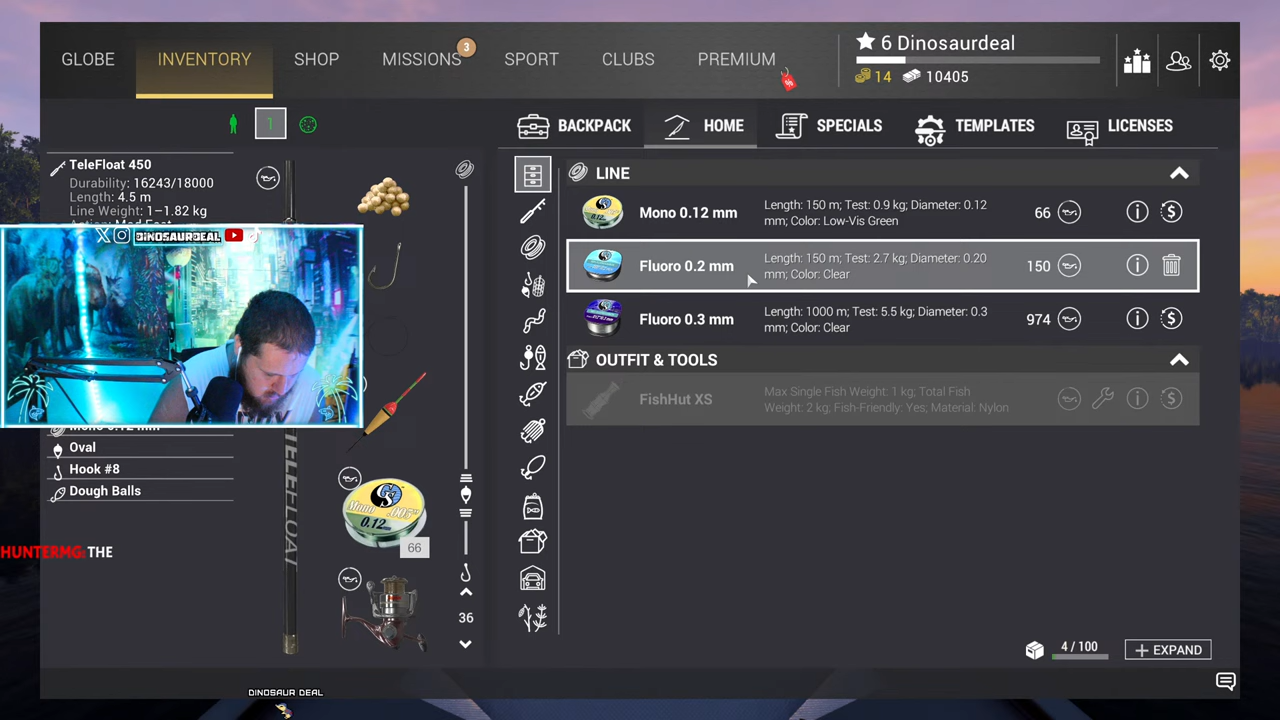 GLOBE
INVENTORY
SHOP
MISSIONS
3
SPORT
CLUBS
PREMIUM
%
6 Dinosaurdeal
14
10405
1
BACKPACK
HOME
SPECIALS
TEMPLATES
LICENSES
TeleFloat 450
Durability: 16243/18000
Length: 4.5 m
Line Weight: 1–1.82 kg
DINOSAURDEAL
Oval
Hook #8
Dough Balls
TELEFLOAT
Mono .005"
0.12
66
36
LINE
Mono 0.12 mm
Length: 150 m; Test: 0.9 kg; Diameter: 0.12
mm; Color: Low-Vis Green
66
Fluoro 0.2 mm
Length: 150 m; Test: 2.7 kg; Diameter: 0.20
mm; Color: Clear
150
Fluoro 0.3 mm
Length: 1000 m; Test: 5.5 kg; Diameter: 0.3
mm; Color: Clear
974
OUTFIT & TOOLS
FishHut XS
Max Single Fish Weight: 1 kg; Total Fish
Weight: 2 kg; Fish-Friendly: Yes; Material: Nylon
HUNTERMG: THE
4/100
+ EXPAND
DINOSAUR DEAL